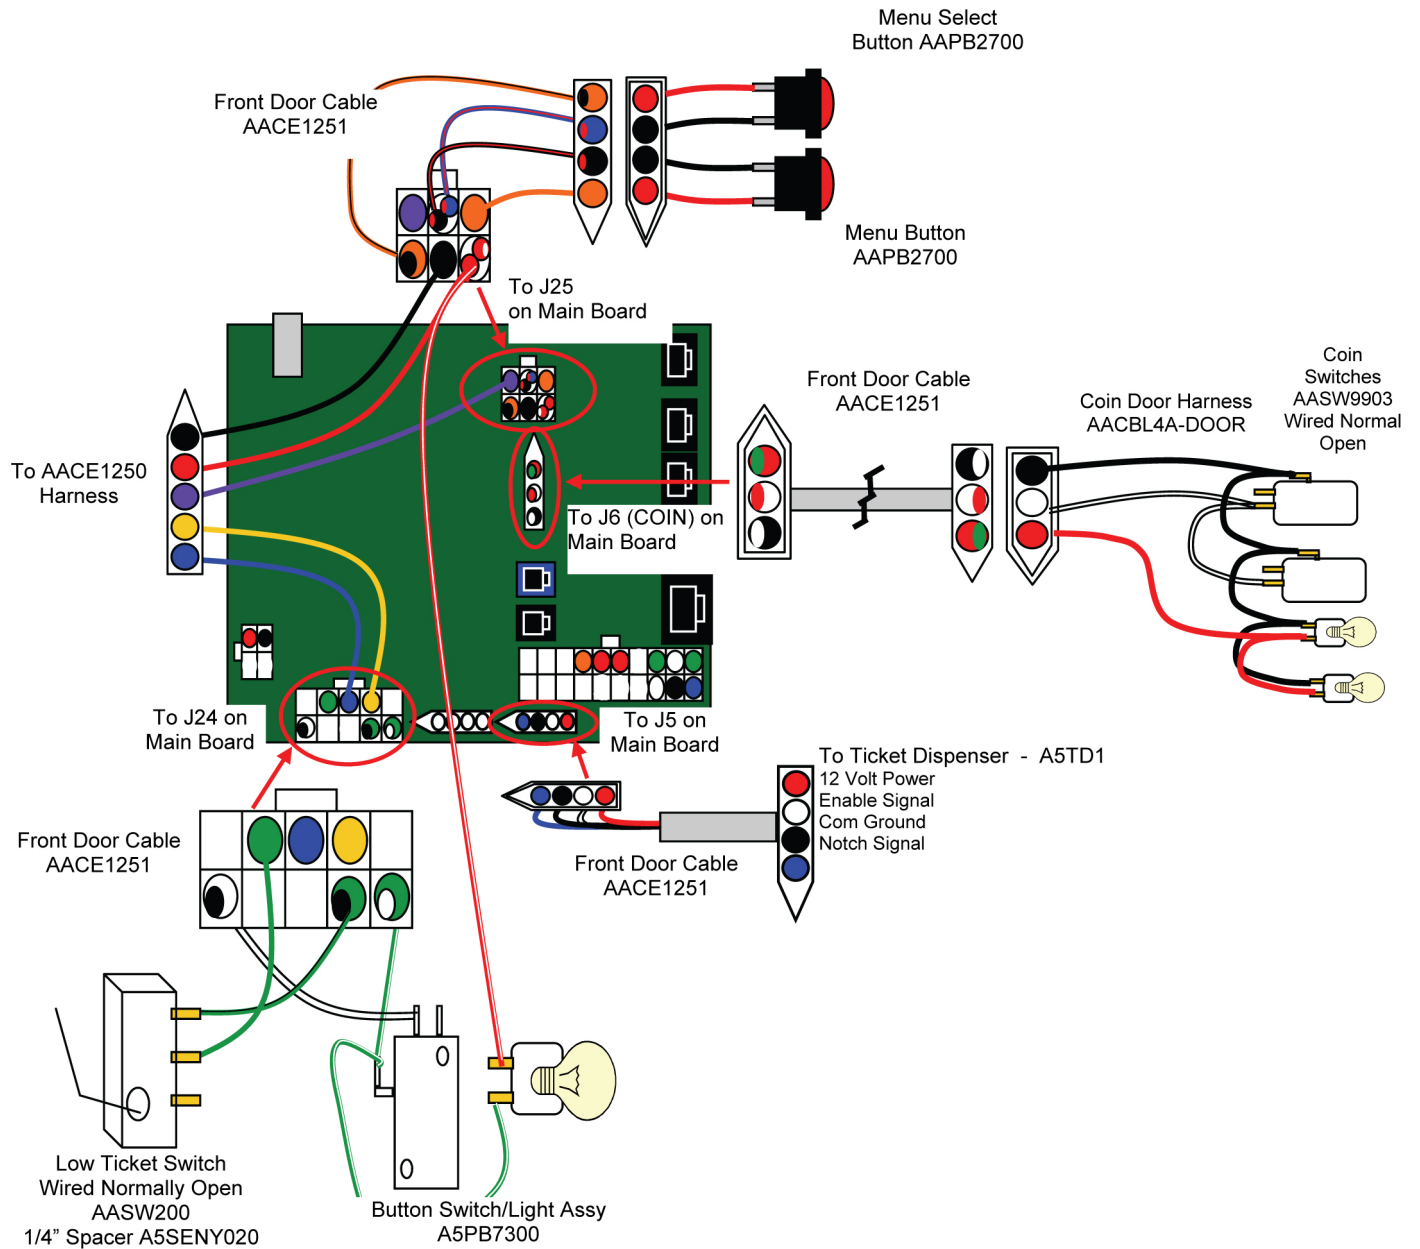 Menu Select
Button AAPB2700
Front Door Cable
AACE1251
Menu Button
AAPB2700
To J25
on Main Board
Front Door Cable
AACE1251
Coin
Switches
AASW9903
Wired Normal
Open
Coin Door Harness
AACBL4A-DOOR
To AACE1250
Harness
To J6 (COIN) on
Main Board
To J24 on
Main Board
To J5 on
Main Board
To Ticket Dispenser - A5TD1
12 Volt Power
Enable Signal
Com Ground
Notch Signal
Front Door Cable
AACE1251
Front Door Cable
AACE1251
Low Ticket Switch
Wired Normally Open
AASW200
1/4” Spacer A5SENY020
Button Switch/Light Assy
A5PB7300